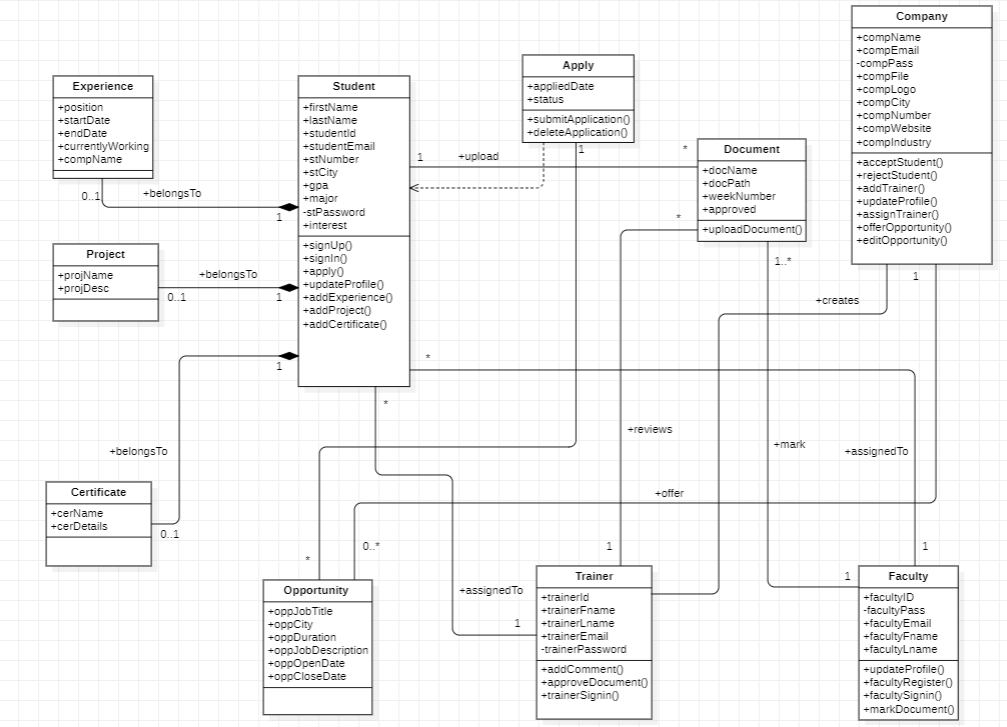 Company
+compName
+compEmail
-compPass
+compFile
+compLogo
+compCity
+compNumber
+compWebsite
+compIndustry
+acceptStudent()
+rejectStudent()
+addTrainer()
+updateProfile()
+assignTrainer()
+offerOpportunity()
+editOpportunity()
Apply
+appliedDate
+status
+submitApplication()
+deleteApplication()
Experience
+position
+startDate
+endDate
+currentlyWorking
+compName
Student
+firstName
+lastName
+studentId
+studentEmail
+stNumber
+stCity
+gpa
+major
-stPassword
+interest
+signUp()
+signIn()
+apply()
+updateProfile()
+addExperience()
+addProject()
+addCertificate()
Document
+docName
+docPath
+weekNumber
+approved
+uploadDocument()
1
+upload
*
1
*
0..1
+belongsTo
1
Project
+projName
+projDesc
+belongsTo
0..1
1
1..*
1
+creates
1
*
*
+belongsTo
+reviews
+mark
+assignedTo
Certificate
+cerName
+cerDetails
0..1
+offer
0..*
*
1
1
1
+assignedTo
1
Opportunity
+oppJobTitle
+oppCity
+oppDuration
+oppJobDescription
+oppOpenDate
+oppCloseDate
Trainer
+trainerId
+trainerFname
+trainerLname
+trainerEmail
-trainerPassword
+addComment()
+approveDocument()
+trainerSignin()
Faculty
+facultyID
-facultyPass
+facultyEmail
+facultyFname
+facultyLname
+updateProfile()
+facultyRegister()
+facultySignin()
+markDocument()